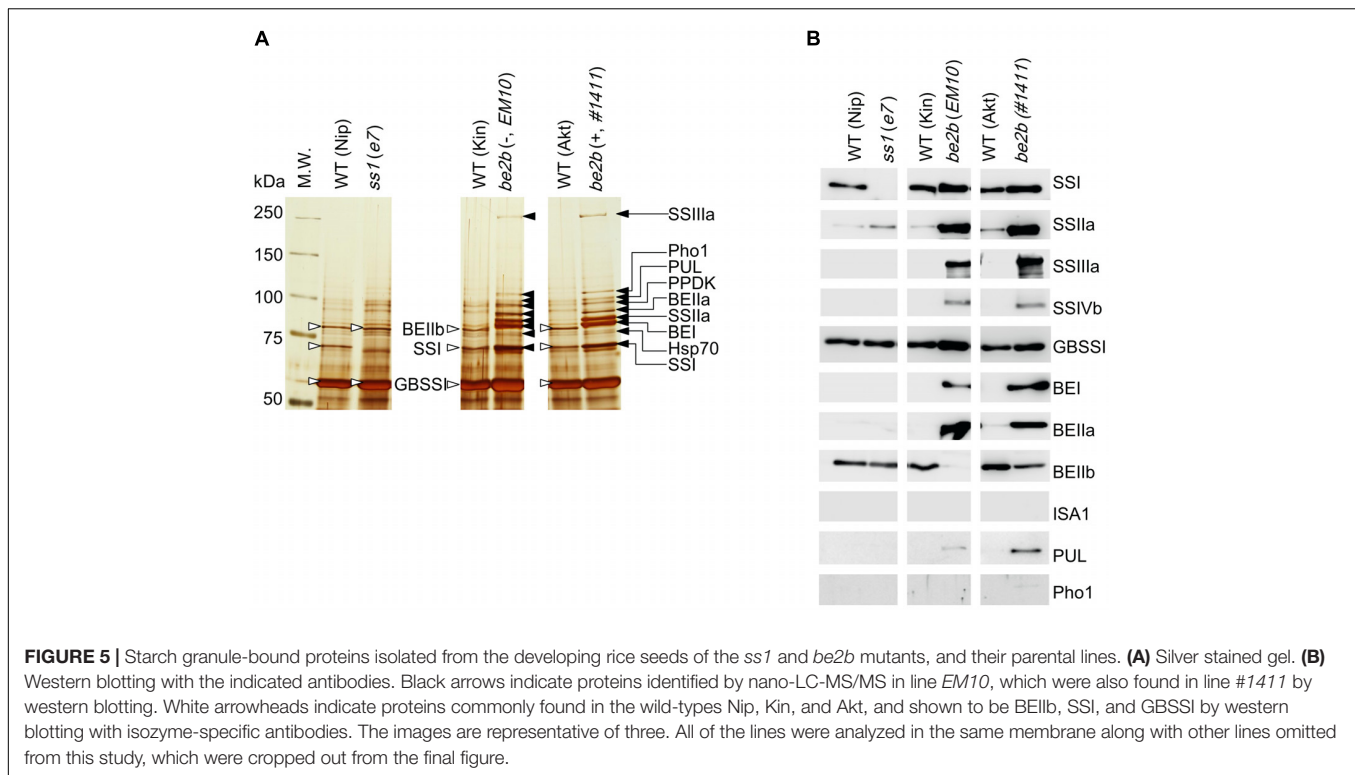 A
M.W.
WT (Nip)
ss1 (e7)
WT (Kin)
be2b (-, EM10)
WT (Akt)
be2b (+, #1411)
kDa
250
150
100
75
50
BEIIb
SSI
GBSSI
SSIIIa
Pho1
PUL
PPDK
BEIIa
SSIIa
BEI
Hsp70
SSI
B
WT (Nip)
ss1 (e7)
WT (Kin)
be2b (EM10)
WT (Akt)
be2b (#1411)
SSI
SSIIa
SSIIIa
SSIVb
GBSSI
BEI
BEIIa
BEIIb
ISA1
PUL
Pho1
FIGURE 5 | Starch granule-bound proteins isolated from the developing rice seeds of the ss1 and be2b mutants, and their parental lines. (A) Silver stained gel. (B)
Western blotting with the indicated antibodies. Black arrows indicate proteins identified by nano-LC-MS/MS in line EM10, which were also found in line #1411 by
western blotting. White arrowheads indicate proteins commonly found in the wild-types Nip, Kin, and Akt, and shown to be BEIIb, SSI, and GBSSI by western
blotting with isozyme-specific antibodies. The images are representative of three. All of the lines were analyzed in the same membrane along with other lines omitted
from this study, which were cropped out from the final figure.